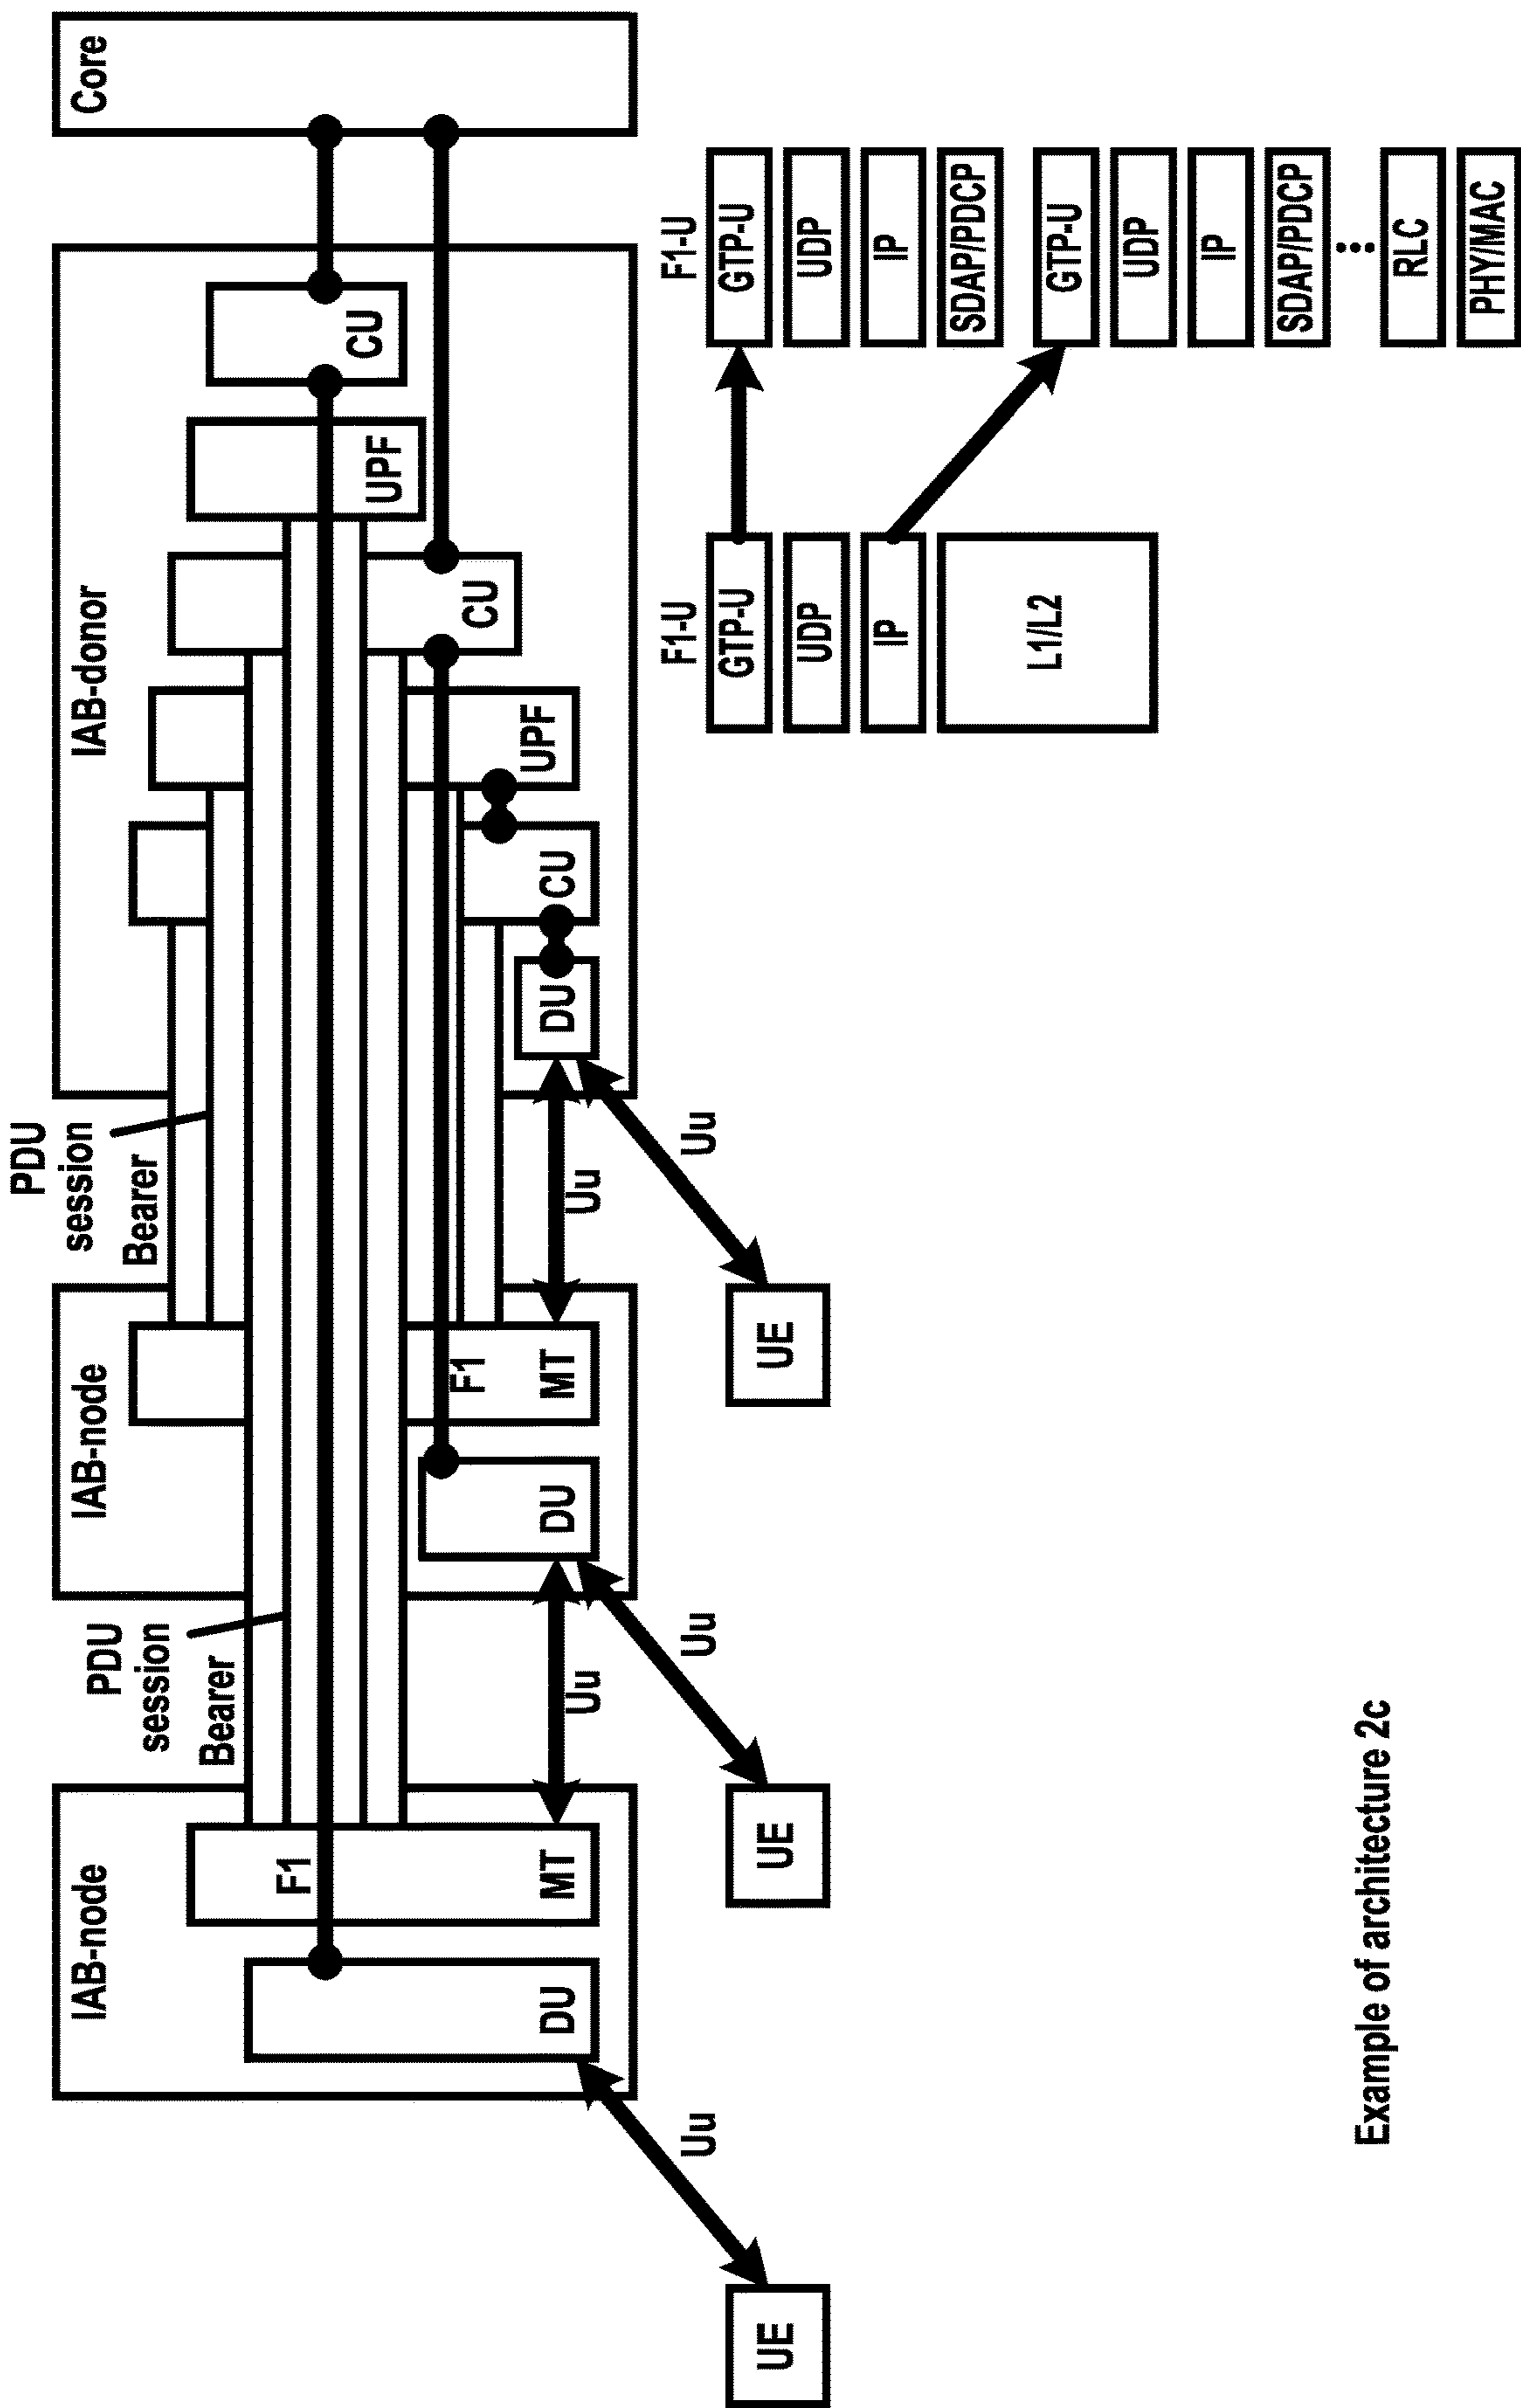 IAB-node
PDU
session
Bearer
IAB-node
PDU
session
Bearer
IAB-donor
Core
F1
MT
DU
Uu
F1
MT
DU
Uu
DU
CU
UPF
CU
UPF
CU
Uu
Uu
Uu
UE
UE
UE
F1-U
GTP-U
UDP
IP
L1/L2
F1-U
GTP-U
UDP
IP
SDAP/PDCP
GTP-U
UDP
IP
SDAP/PDCP
RLC
PHY/MAC
Example of architecture 2c